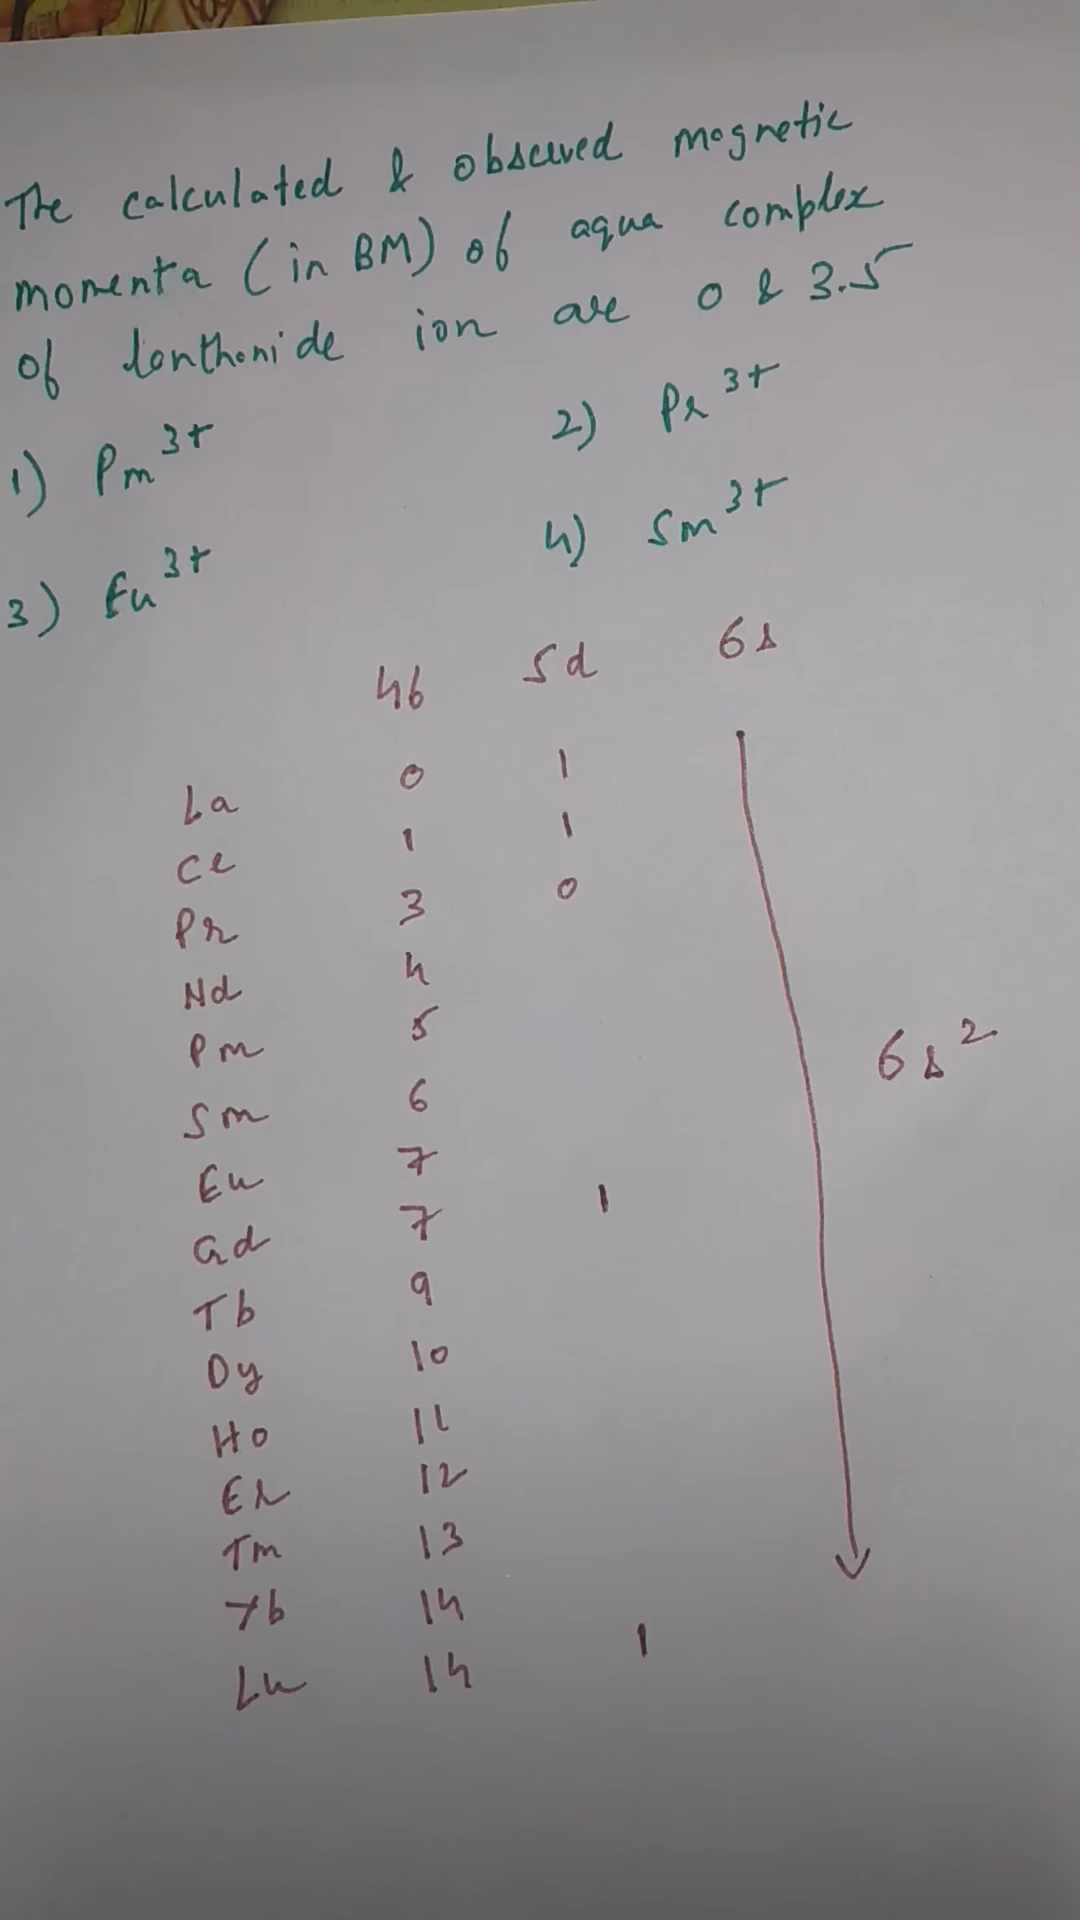 The calculated & observed magnetic
momenta (in BM) of aqua complex
of lanthanide ion are 0 & 3.5
1) Pm³⁺ 2) Pr³⁺
3) Eu³⁺ 4) Sm³⁺
4f 5d 6s
La 0 1
Ce 1 1
Pr 3 0
Nd 4
Pm 5
Sm 6
Eu 7
Gd 7 1
Tb 9
Dy 10
Ho 11
Er 12
Tm 13
Yb 14
Lu 14 1
6s²